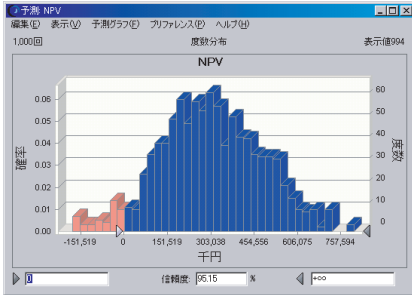 予測: NPV
編集(E) 表示(V) 予測グラフ(F) プリファレンス(P) ヘルプ(H)
1,000回 度数分布 表示値994
NPV
確率
0.06
0.05
0.04
0.03
0.02
0.01
0.00
60
50
40
30
20
10
0
度数
-151,519 0 151,519 303,038 454,556 606,075 757,594
千円
0 信頼度: 95.15 % +∞